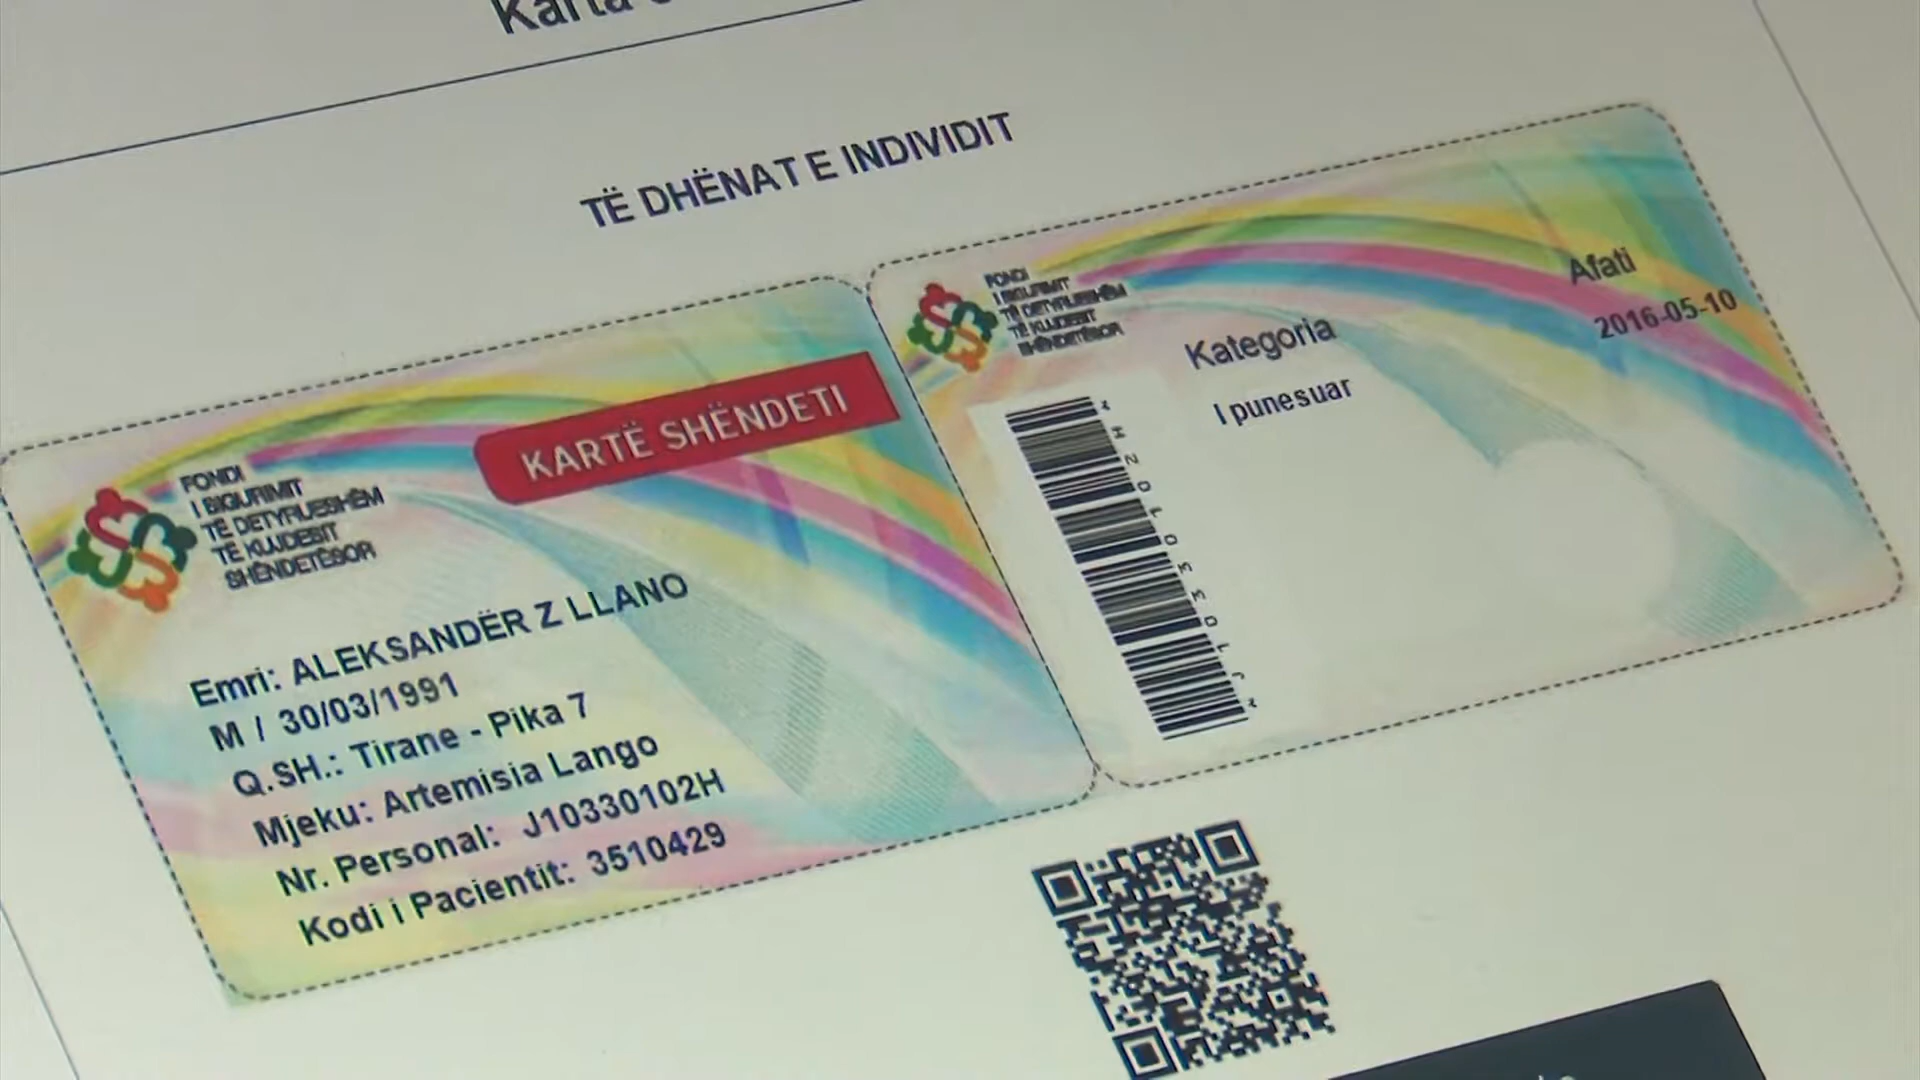 Karta
TË DHËNAT E INDIVIDIT
FONDI
I SIGURIMIT
TË DETYRUESHËM
TË KUJDESIT
SHËNDETËSOR
KARTË SHËNDETI
Emri: ALEKSANDËR Z LLANO
M / 30/03/1991
Q.SH.: Tirane - Pika 7
Mjeku: Artemisia Lango
Nr. Personal: J10330102H
Kodi i Pacientit: 3510429
FONDI
I SIGURIMIT
TË DETYRUESHËM
TË KUJDESIT
SHËNDETËSOR
Kategoria
I punesuar
Afati
2016-05-10
*J10330102H*